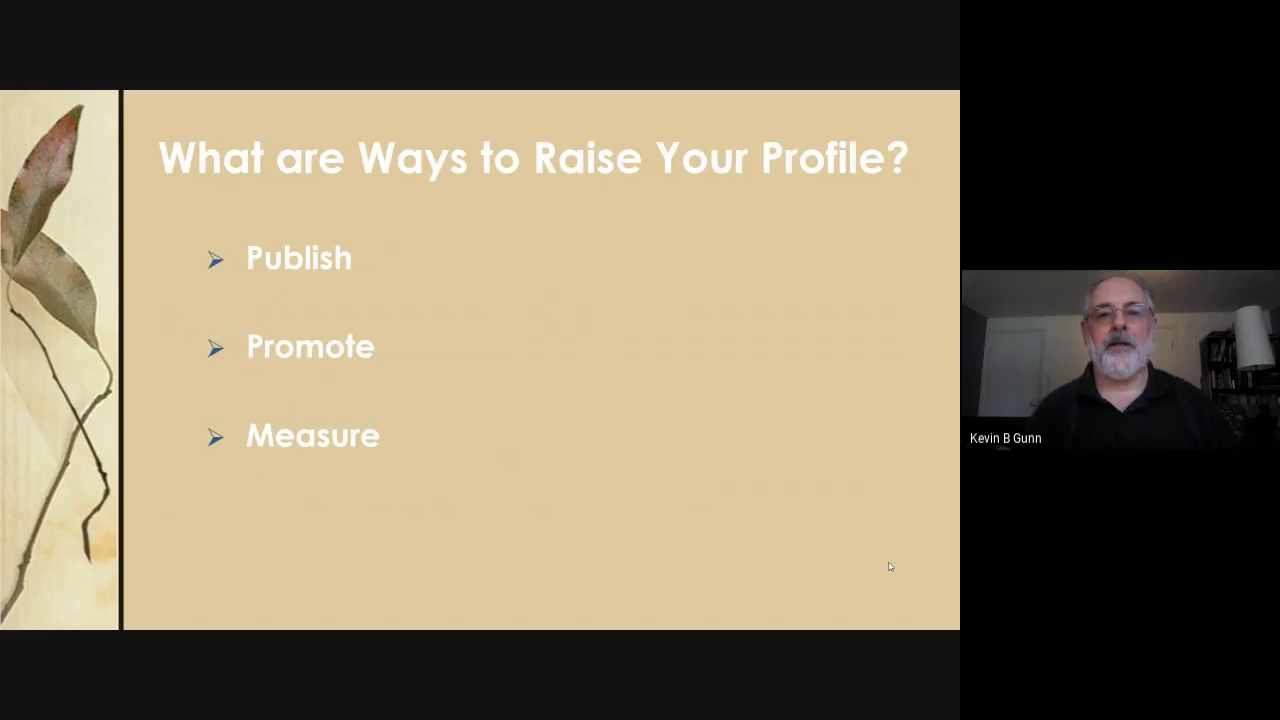 What are Ways to Raise Your Profile?
Publish
Promote
Measure
Kevin B Gunn